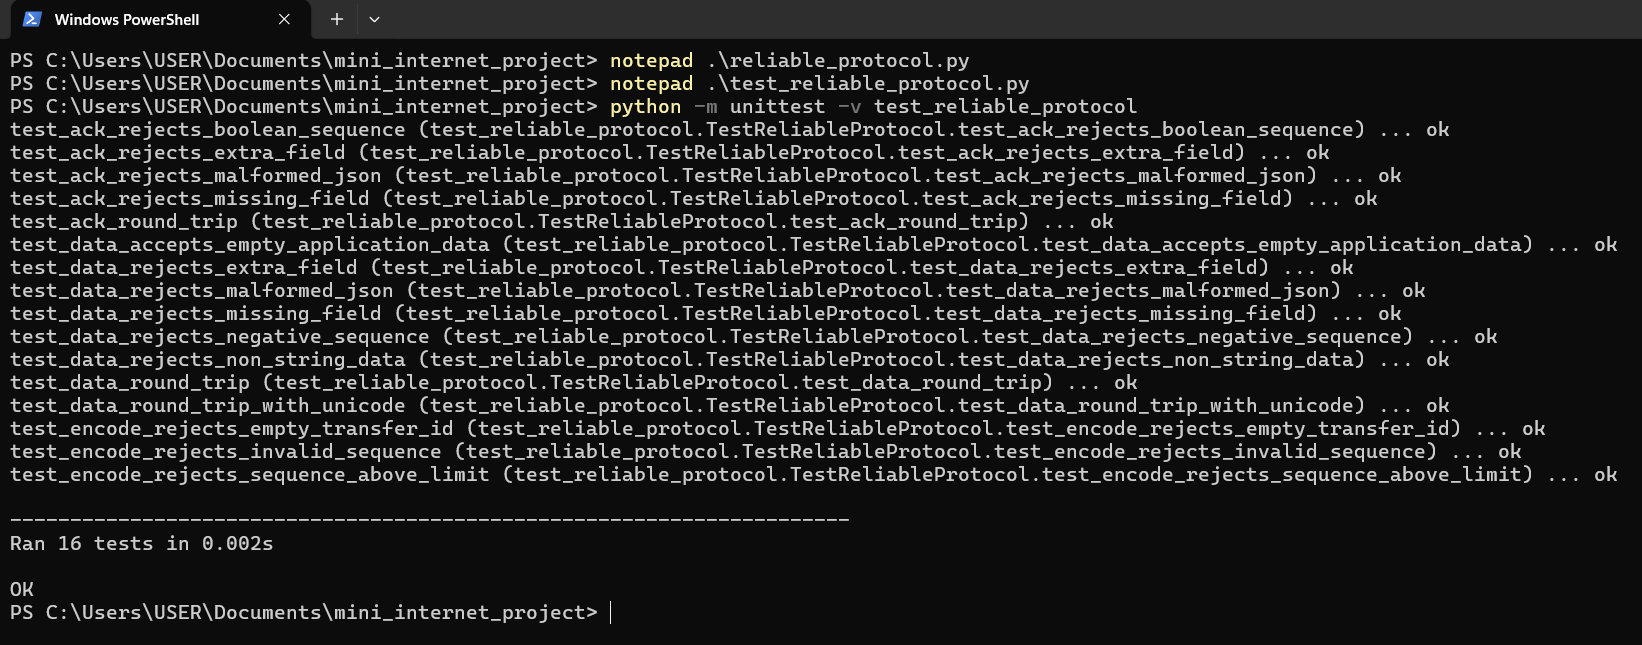 Windows PowerShell
PS C:\Users\USER\Documents\mini_internet_project> notepad .\reliable_protocol.py
PS C:\Users\USER\Documents\mini_internet_project> notepad .\test_reliable_protocol.py
PS C:\Users\USER\Documents\mini_internet_project> python -m unittest -v test_reliable_protocol
test_ack_rejects_boolean_sequence (test_reliable_protocol.TestReliableProtocol.test_ack_rejects_boolean_sequence) ... ok
test_ack_rejects_extra_field (test_reliable_protocol.TestReliableProtocol.test_ack_rejects_extra_field) ... ok
test_ack_rejects_malformed_json (test_reliable_protocol.TestReliableProtocol.test_ack_rejects_malformed_json) ... ok
test_ack_rejects_missing_field (test_reliable_protocol.TestReliableProtocol.test_ack_rejects_missing_field) ... ok
test_ack_round_trip (test_reliable_protocol.TestReliableProtocol.test_ack_round_trip) ... ok
test_data_accepts_empty_application_data (test_reliable_protocol.TestReliableProtocol.test_data_accepts_empty_application_data) ... ok
test_data_rejects_extra_field (test_reliable_protocol.TestReliableProtocol.test_data_rejects_extra_field) ... ok
test_data_rejects_malformed_json (test_reliable_protocol.TestReliableProtocol.test_data_rejects_malformed_json) ... ok
test_data_rejects_missing_field (test_reliable_protocol.TestReliableProtocol.test_data_rejects_missing_field) ... ok
test_data_rejects_negative_sequence (test_reliable_protocol.TestReliableProtocol.test_data_rejects_negative_sequence) ... ok
test_data_rejects_non_string_data (test_reliable_protocol.TestReliableProtocol.test_data_rejects_non_string_data) ... ok
test_data_round_trip (test_reliable_protocol.TestReliableProtocol.test_data_round_trip) ... ok
test_data_round_trip_with_unicode (test_reliable_protocol.TestReliableProtocol.test_data_round_trip_with_unicode) ... ok
test_encode_rejects_empty_transfer_id (test_reliable_protocol.TestReliableProtocol.test_encode_rejects_empty_transfer_id) ... ok
test_encode_rejects_invalid_sequence (test_reliable_protocol.TestReliableProtocol.test_encode_rejects_invalid_sequence) ... ok
test_encode_rejects_sequence_above_limit (test_reliable_protocol.TestReliableProtocol.test_encode_rejects_sequence_above_limit) ... ok
----------------------------------------------------------------------
Ran 16 tests in 0.002s
OK
PS C:\Users\USER\Documents\mini_internet_project>